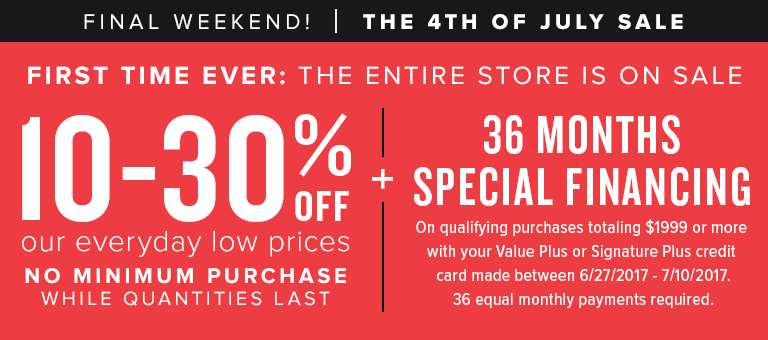 FINAL WEEKEND! | THE 4TH OF JULY SALE
FIRST TIME EVER: THE ENTIRE STORE IS ON SALE
10-30% OFF
our everyday low prices
NO MINIMUM PURCHASE
WHILE QUANTITIES LAST
+
36 MONTHS
SPECIAL FINANCING
On qualifying purchases totaling $1999 or more
with your Value Plus or Signature Plus credit
card made between 6/27/2017 - 7/10/2017.
36 equal monthly payments required.